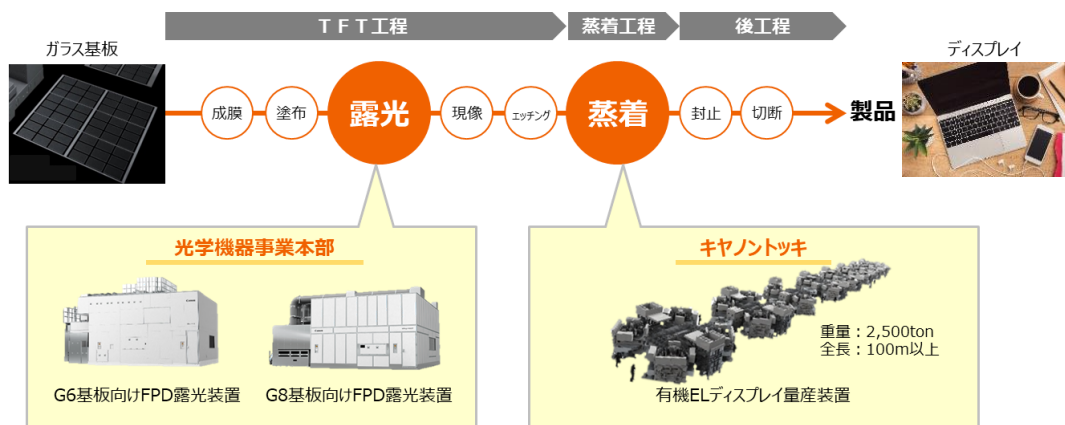 TFT工程
蒸着工程
後工程
ガラス基板
ディスプレイ
成膜
塗布
露光
現像
エッチング
蒸着
封止
切断
製品
光学機器事業本部
キヤノントッキ
重量:2,500ton
全長:100m以上
G6基板向けFPD露光装置
G8基板向けFPD露光装置
有機ELディスプレイ量産装置